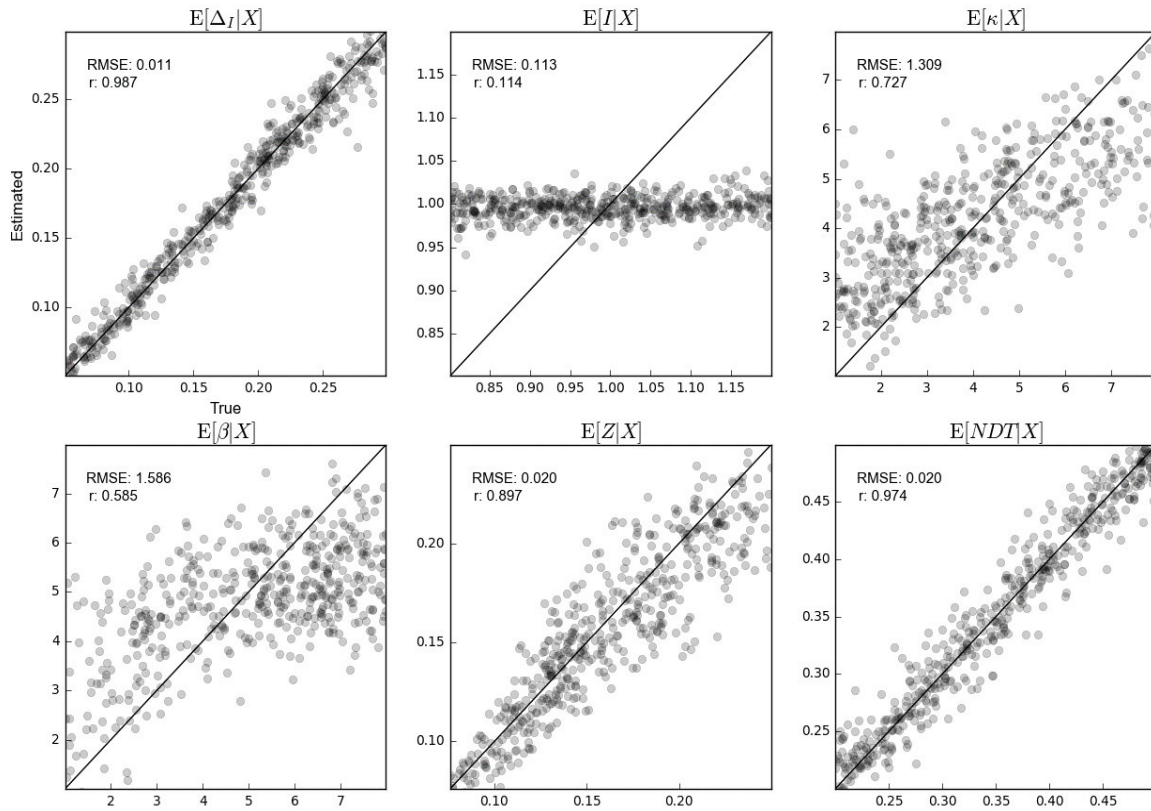 E[Δ_I|X]
RMSE: 0.011
r: 0.987
0.25
0.20
0.15
0.10
Estimated
0.10 0.15 0.20 0.25
True
E[I|X]
RMSE: 0.113
r: 0.114
1.15
1.10
1.05
1.00
0.95
0.90
0.85
0.85 0.90 0.95 1.00 1.05 1.10 1.15
E[κ|X]
RMSE: 1.309
r: 0.727
7
6
5
4
3
2
2 3 4 5 6 7
E[β|X]
RMSE: 1.586
r: 0.585
7
6
5
4
3
2
2 3 4 5 6 7
E[Z|X]
RMSE: 0.020
r: 0.897
0.20
0.15
0.10
0.10 0.15 0.20
E[NDT|X]
RMSE: 0.020
r: 0.974
0.45
0.40
0.35
0.30
0.25
0.25 0.30 0.35 0.40 0.45